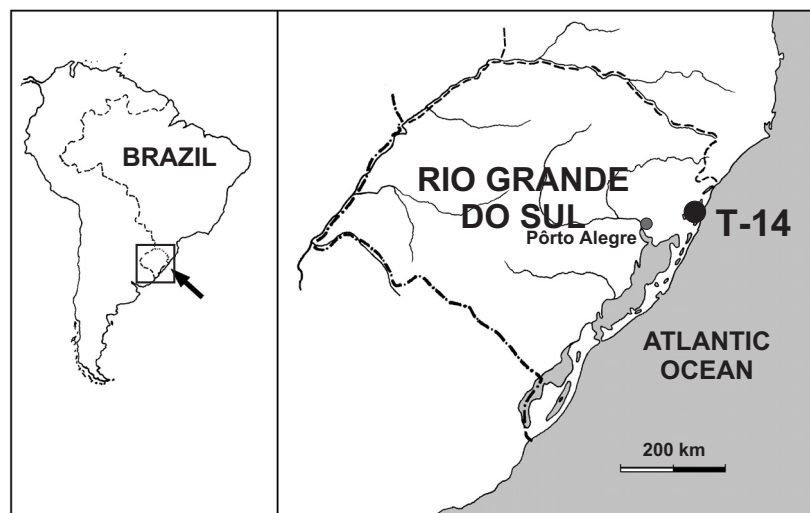 BRAZIL
RIO GRANDE
DO SUL
Pôrto Alegre
T-14
ATLANTIC
OCEAN
200 km